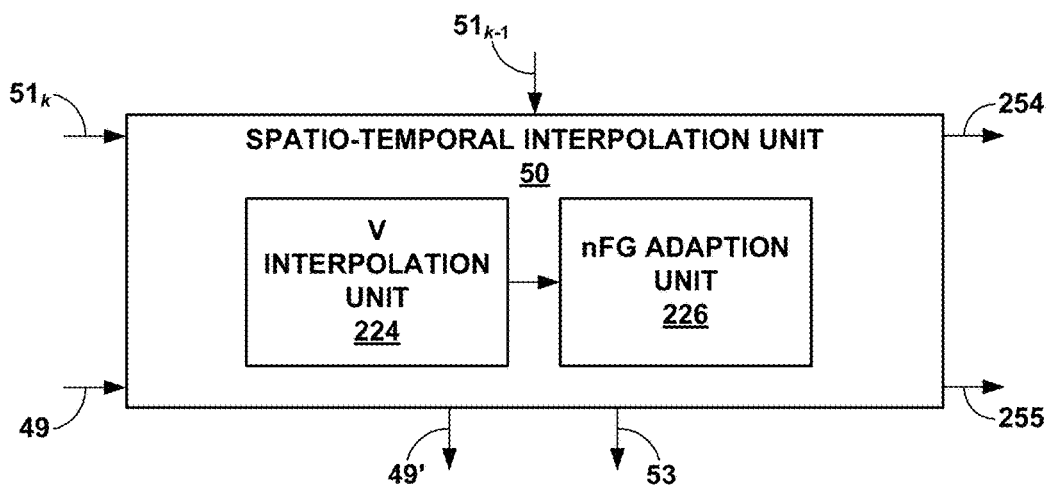 51k-1
51k
254
SPATIO-TEMPORAL INTERPOLATION UNIT
50
V
INTERPOLATION
UNIT
224
nFG ADAPTION
UNIT
226
49
255
49'
53